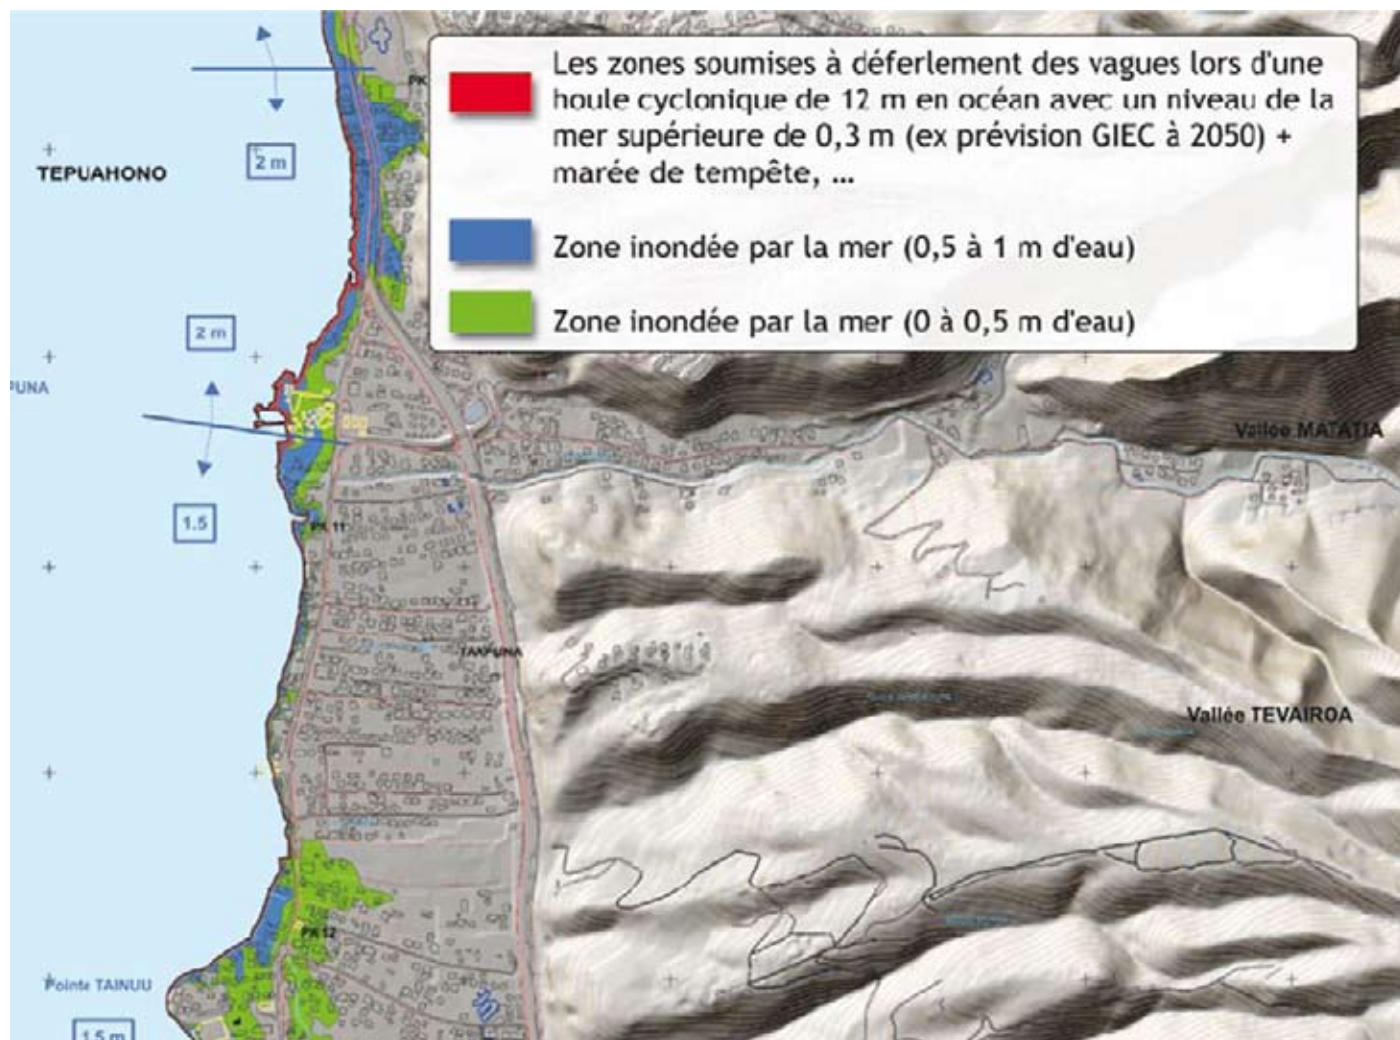 Les zones soumises à déferlement des vagues lors d'une
houle cyclonique de 12 m en océan avec un niveau de la
mer supérieure de 0,3 m (ex prévision GIEC à 2050) +
marée de tempête, ...
Zone inondée par la mer (0,5 à 1 m d'eau)
Zone inondée par la mer (0 à 0,5 m d'eau)
PK
2 m
TEPUAHONO
2 m
PUNA
Vallée MATATIA
1.5
PK 11
TAAPUNA
Vallée TEVAIROA
PK 12
Pointe TAINUU
1.5 m